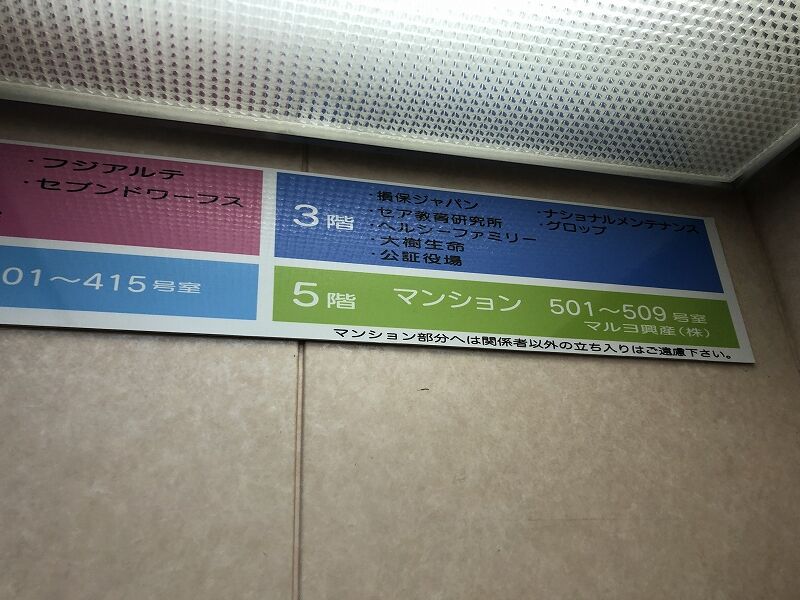 ・フジアルテ
・セブンドワーフス
01～415号室
3階
・損保ジャパン
・セア教育研究所
・ヘルシーファミリー
・大樹生命
・公証役場
・ナショナルメンテナンス
・グロップ
5階 マンション 501～509号室
マルヨ興産(株)
マンション部分へは関係者以外の立ち入りはご遠慮下さい。